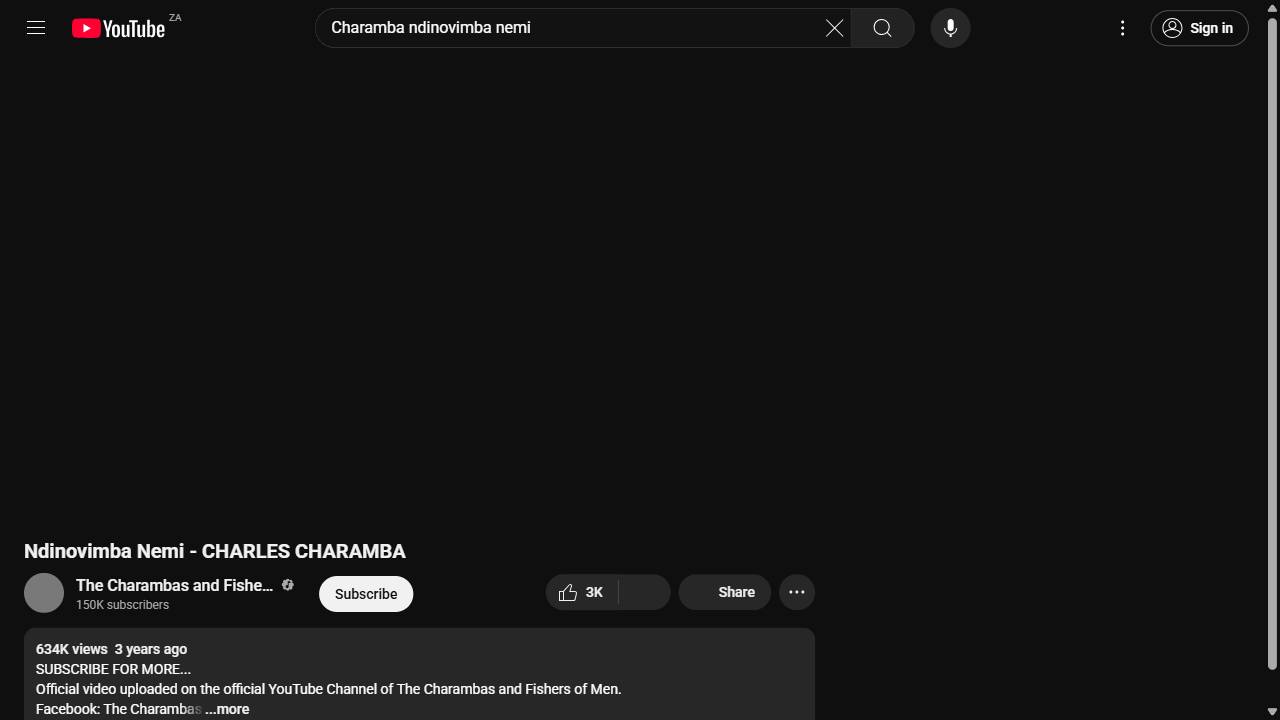 YouTube ZA
Charamba ndinovimba nemi
Sign in
Ndinovimba Nemi - CHARLES CHARAMBA
The Charambas and Fishe...
150K subscribers
Subscribe
3K
Share
634K views 3 years ago
SUBSCRIBE FOR MORE...
Official video uploaded on the official YouTube Channel of The Charambas and Fishers of Men.
Facebook: The Charambas ...more